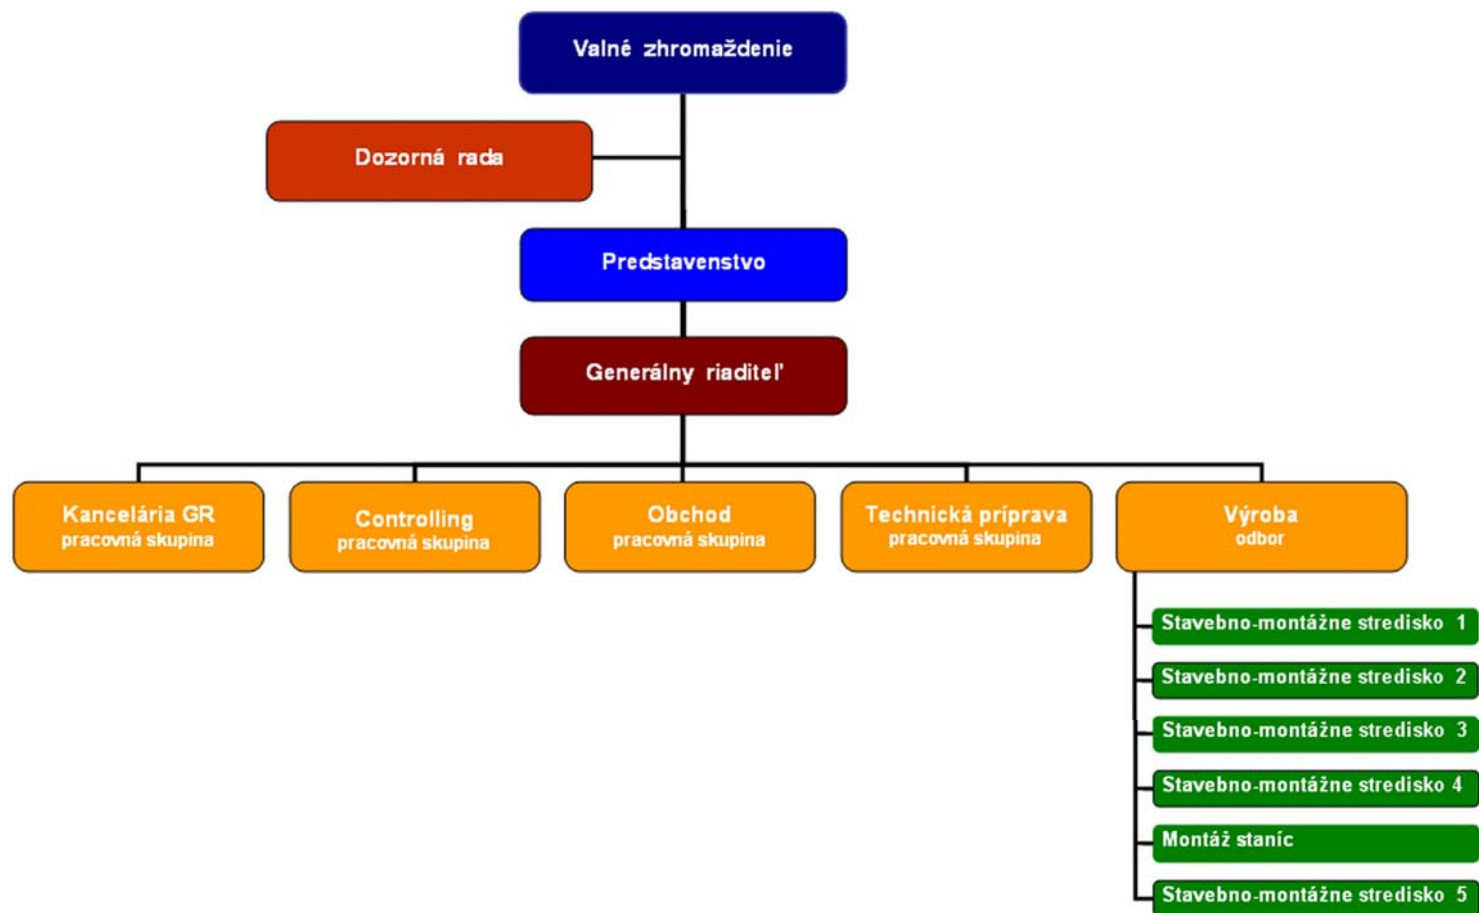 Valné zhromaždenie
Dozorná rada
Predstavenstvo
Generálny riaditeľ
Kancelária GR
pracovná skupina
Controlling
pracovná skupina
Obchod
pracovná skupina
Technická príprava
pracovná skupina
Výroba
odbor
Stavebno-montážne stredisko 1
Stavebno-montážne stredisko 2
Stavebno-montážne stredisko 3
Stavebno-montážne stredisko 4
Montáž staníc
Stavebno-montážne stredisko 5